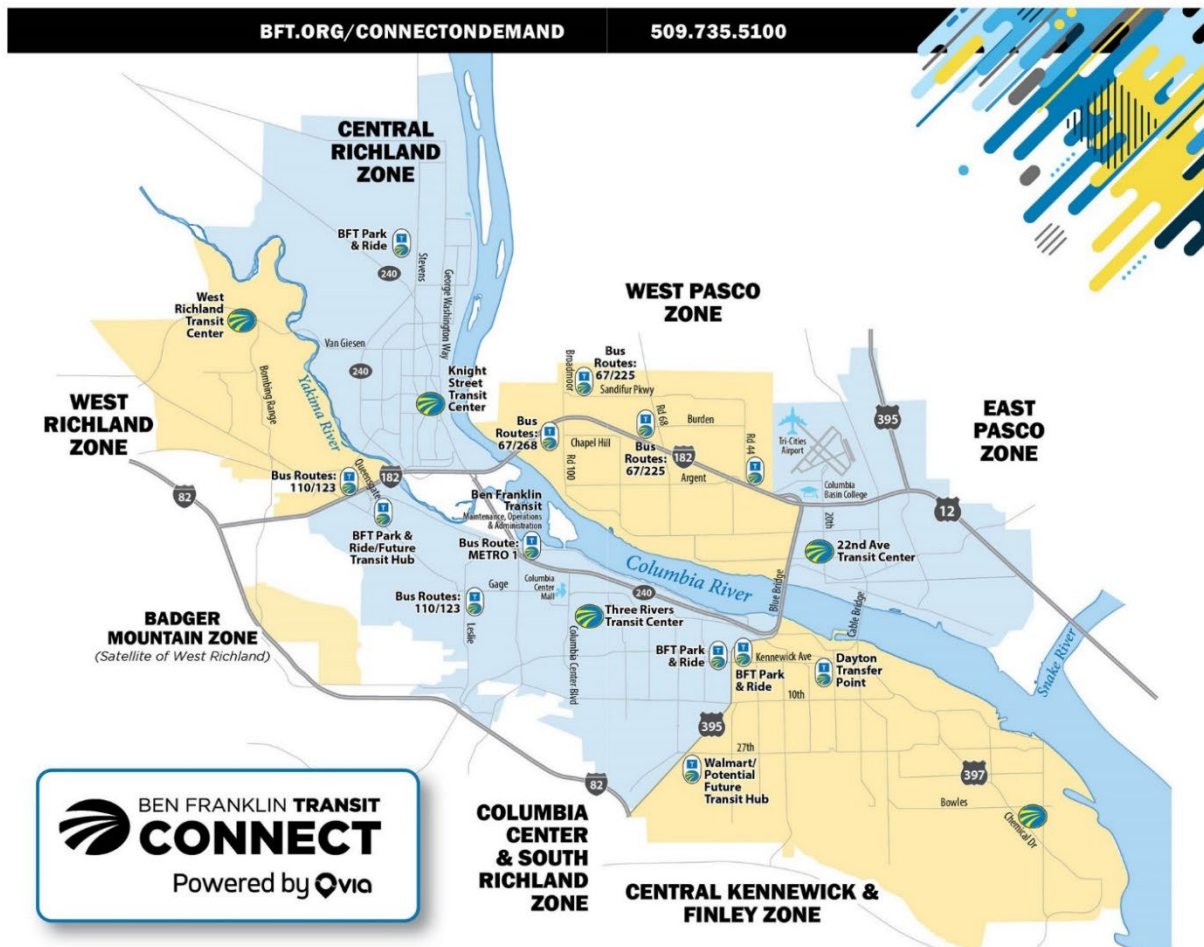 BFT.ORG/CONNECTONDEMAND
509.735.5100
CENTRAL
RICHLAND
ZONE
BFT Park
& Ride
240
Stevens
George Washington Way
West
Richland
Transit
Center
Van Giesen
240
Bombing Range
Yakima River
Knight
Street
Transit
Center
WEST
RICHLAND
ZONE
WEST PASCO
ZONE
Broadmoor
Bus
Routes:
67/225
Sandifur Pkwy
Rd 68
Burden
Bus
Routes:
67/268
Chapel Hill
Rd 100
Bus
Routes:
67/225
182
Rd 44
Argent
Tri-Cities
Airport
395
EAST
PASCO
ZONE
Columbia
Basin College
12
20th
22nd Ave
Transit Center
82
Bus Routes:
110/123
Queensgate
182
BFT Park &
Ride/Future
Transit Hub
Ben Franklin
Transit
Maintenance, Operations
& Administration
Bus Route:
METRO 1
Columbia River
Blue Bridge
Cable Bridge
Snake River
Gage
Columbia
Center
Mall
240
Bus Routes:
110/123
Leslie
Three Rivers
Transit Center
Columbia Center Blvd
BADGER
MOUNTAIN ZONE
(Satellite of West Richland)
BFT Park
& Ride
Kennewick Ave
BFT Park
& Ride
Dayton
Transfer
Point
10th
395
27th
Walmart/
Potential
Future
Transit Hub
397
Bowles
Chemical Dr
82
COLUMBIA
CENTER
& SOUTH
RICHLAND
ZONE
CENTRAL KENNEWICK &
FINLEY ZONE
BEN FRANKLIN TRANSIT
CONNECT
Powered by via